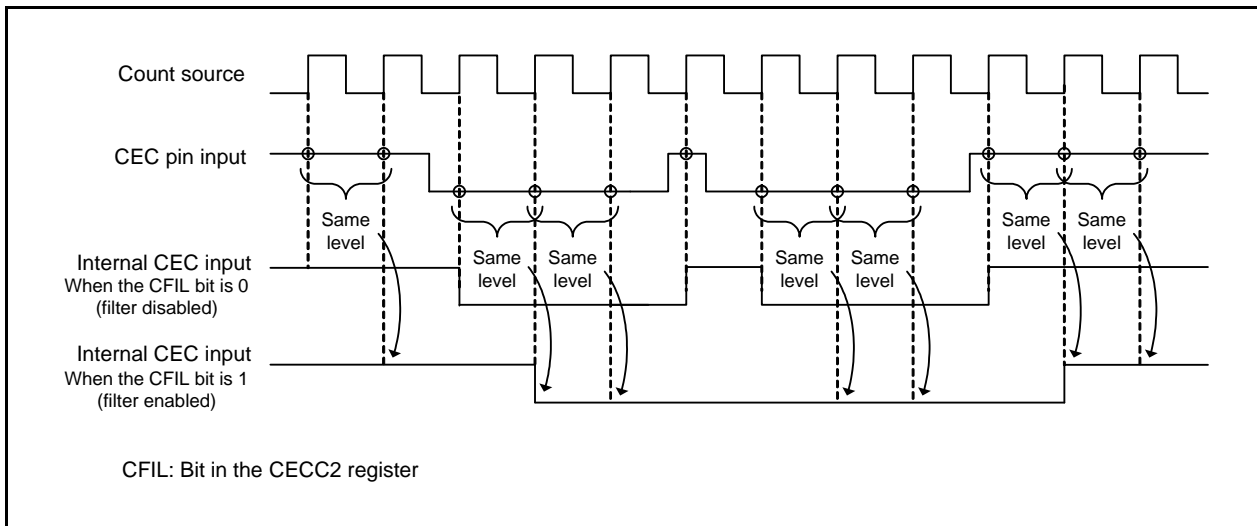 Count source
CEC pin input
Same
level
Same
level
Same
level
Same
level
Same
level
Same
level
Same
level
Internal CEC input
When the CFIL bit is 0
(filter disabled)
Internal CEC input
When the CFIL bit is 1
(filter enabled)
CFIL: Bit in the CECC2 register